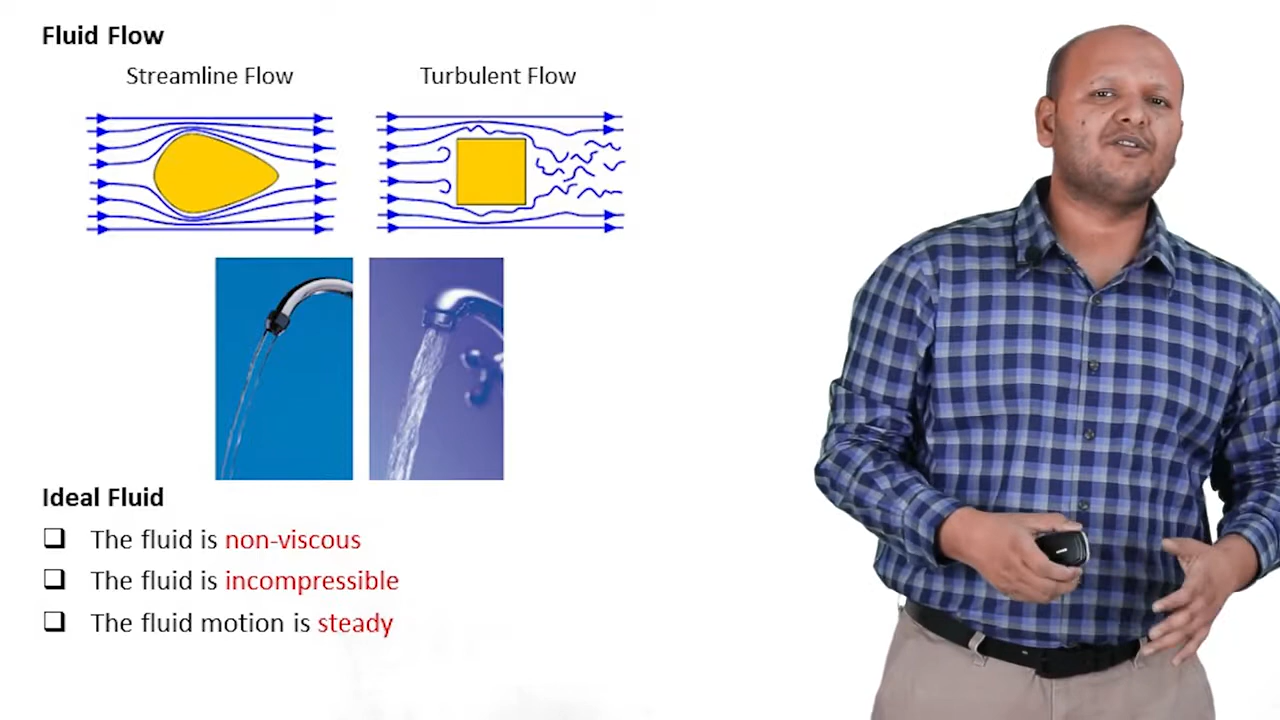 Fluid Flow
Streamline Flow
Turbulent Flow
Ideal Fluid
❑ The fluid is non-viscous
❑ The fluid is incompressible
❑ The fluid motion is steady